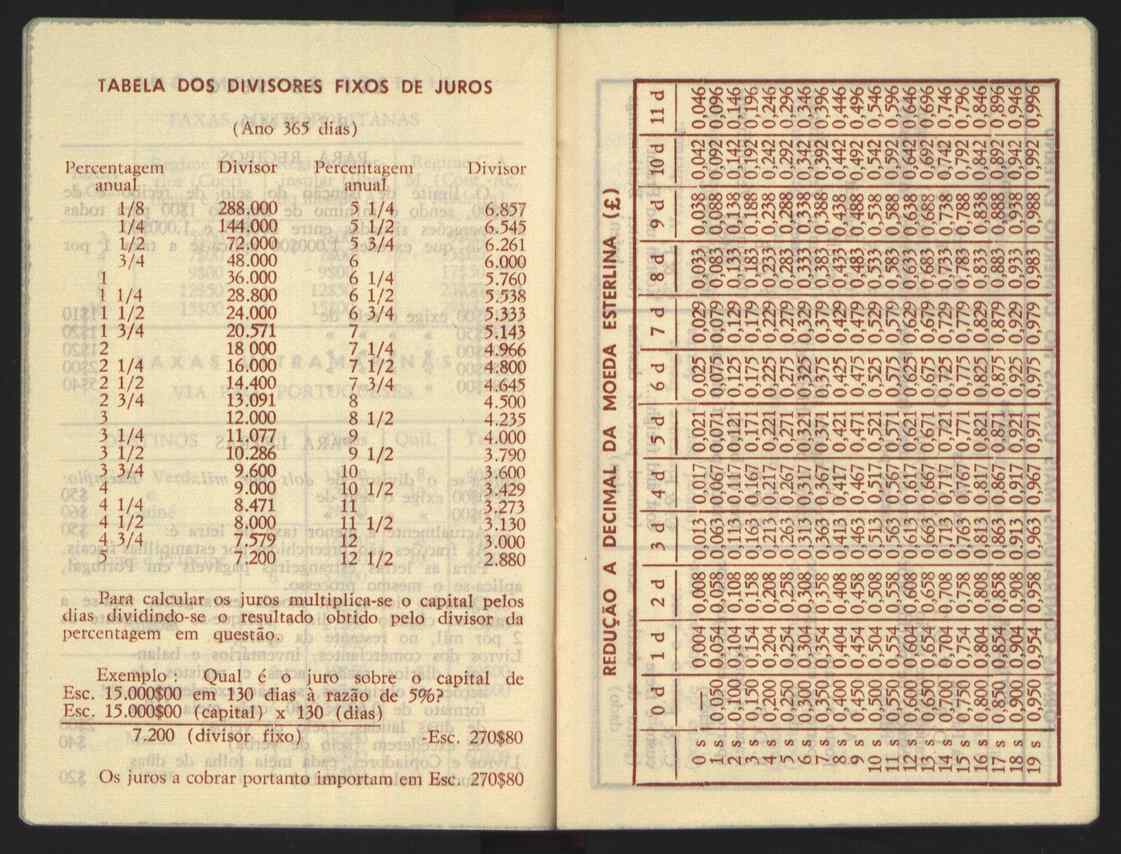 TABELA DOS DIVISORES FIXOS DE JUROS
(Ano 365 dias)
Percentagem anual Divisor Percentagem anual Divisor
1/8 288.000 5 1/4 6.857
1/4 144.000 5 1/2 6.545
1/2 72.000 5 3/4 6.261
3/4 48.000 6 6.000
1 36.000 6 1/4 5.760
1 1/4 28.800 6 1/2 5.538
1 1/2 24.000 6 3/4 5.333
1 3/4 20.571 7 5.143
2 18 000 7 1/4 4.966
2 1/4 16.000 7 1/2 4.800
2 1/2 14.400 7 3/4 4.645
2 3/4 13.091 8 4.500
3 12.000 8 1/2 4.235
3 1/4 11.077 9 4.000
3 1/2 10.286 9 1/2 3.790
3 3/4 9.600 10 3.600
4 9.000 10 1/2 3.429
4 1/4 8.471 11 3.273
4 1/2 8.000 11 1/2 3.130
4 3/4 7.579 12 3.000
5 7.200 12 1/2 2.880
Para calcular os juros multiplica-se o capital pelos
dias dividindo-se o resultado obtido pelo divisor da
percentagem em questão.
Exemplo : Qual é o juro sobre o capital de
Esc. 15.000$00 em 130 dias à razão de 5%?
Esc. 15.000$00 (capital) x 130 (dias)
7.200 (divisor fixo) -Esc. 270$80
Os juros a cobrar portanto importam em Esc. 270$80
REDUÇÃO A DECIMAL DA MOEDA ESTERLINA (£)
0 d 1 d 2 d 3 d 4 d 5 d 6 d 7 d 8 d 9 d 10 d 11 d
0 s — 0,004 0,008 0,013 0,017 0,021 0,025 0,029 0,033 0,038 0,042 0,046
1 s 0,050 0,054 0,058 0,063 0,067 0,071 0,075 0,079 0,083 0,088 0,092 0,096
2 s 0,100 0,104 0,108 0,113 0,117 0,121 0,125 0,129 0,133 0,138 0,142 0,146
3 s 0,150 0,154 0,158 0,163 0,167 0,171 0,175 0,179 0,183 0,188 0,192 0,196
4 s 0,200 0,204 0,208 0,213 0,217 0,221 0,225 0,229 0,233 0,238 0,242 0,246
5 s 0,250 0,254 0,258 0,263 0,267 0,271 0,275 0,279 0,283 0,288 0,292 0,296
6 s 0,300 0,304 0,308 0,313 0,317 0,321 0,325 0,329 0,333 0,338 0,342 0,346
7 s 0,350 0,354 0,358 0,363 0,367 0,371 0,375 0,379 0,383 0,388 0,392 0,396
8 s 0,400 0,404 0,408 0,413 0,417 0,421 0,425 0,429 0,433 0,438 0,442 0,446
9 s 0,450 0,454 0,458 0,463 0,467 0,471 0,475 0,479 0,483 0,488 0,492 0,496
10 s 0,500 0,504 0,508 0,513 0,517 0,521 0,525 0,529 0,533 0,538 0,542 0,546
11 s 0,550 0,554 0,558 0,563 0,567 0,571 0,575 0,579 0,583 0,588 0,592 0,596
12 s 0,600 0,604 0,608 0,613 0,617 0,621 0,625 0,629 0,633 0,638 0,642 0,646
13 s 0,650 0,654 0,658 0,663 0,667 0,671 0,675 0,679 0,683 0,688 0,692 0,696
14 s 0,700 0,704 0,708 0,713 0,717 0,721 0,725 0,729 0,733 0,738 0,742 0,746
15 s 0,750 0,754 0,758 0,763 0,767 0,771 0,775 0,779 0,783 0,788 0,792 0,796
16 s 0,800 0,804 0,808 0,813 0,817 0,821 0,825 0,829 0,833 0,838 0,842 0,846
17 s 0,850 0,854 0,858 0,863 0,867 0,871 0,875 0,879 0,883 0,888 0,892 0,896
18 s 0,900 0,904 0,908 0,913 0,917 0,921 0,925 0,929 0,933 0,938 0,942 0,946
19 s 0,950 0,954 0,958 0,963 0,967 0,971 0,975 0,979 0,983 0,988 0,992 0,996